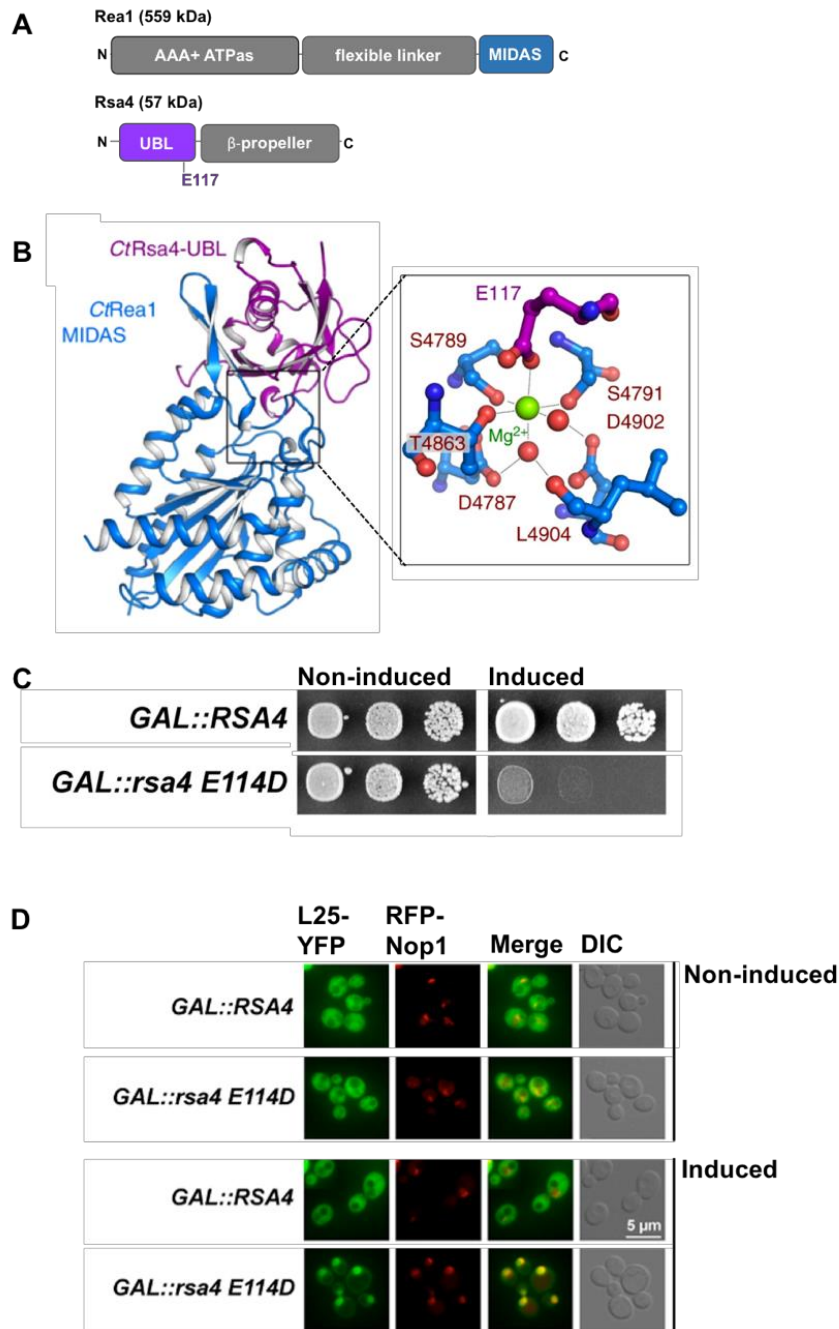 A
Rea1 (559 kDa)
N AAA+ ATPas flexible linker MIDAS C
Rsa4 (57 kDa)
N UBL β-propeller C
E117
B
CtRsa4-UBL
CtRea1
MIDAS
E117
S4789
S4791
D4902
Mg2+
T4863
D4787
L4904
C
Non-induced Induced
GAL::RSA4
GAL::rsa4 E114D
D
L25-
YFP
RFP-
Nop1
Merge DIC
Non-induced
GAL::RSA4
GAL::rsa4 E114D
Induced
GAL::RSA4
5 µm
GAL::rsa4 E114D